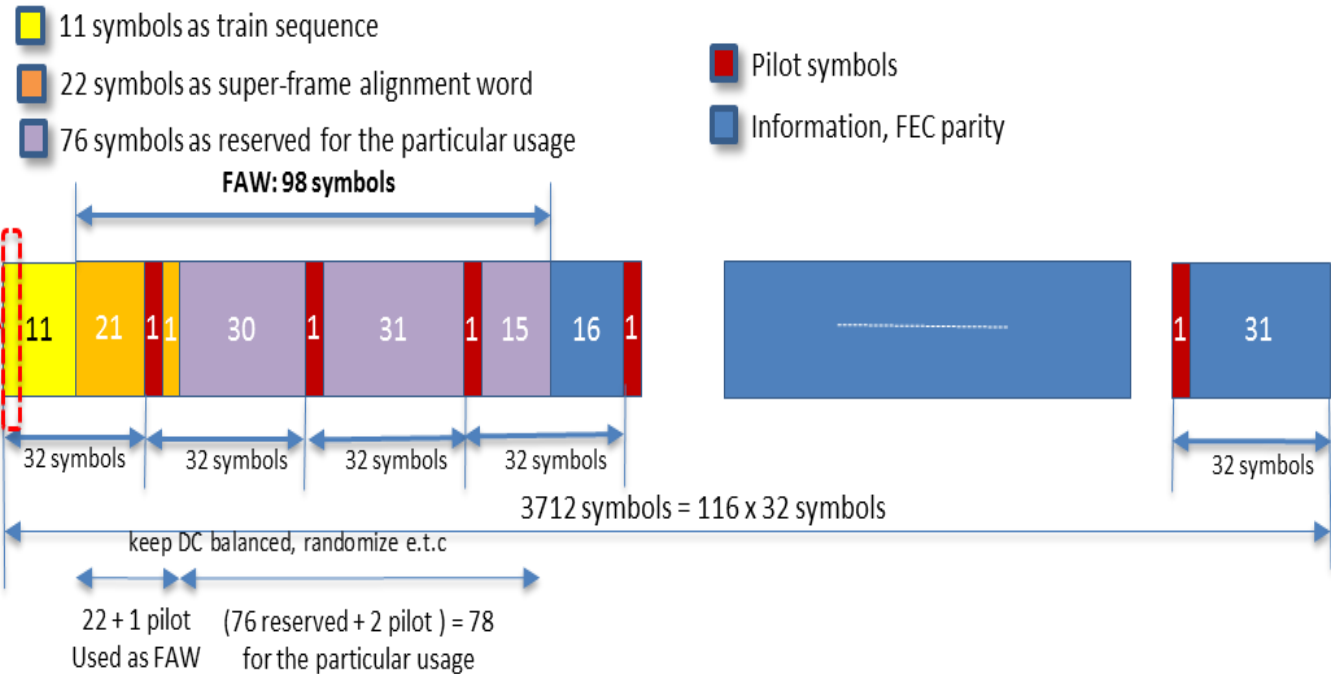 11 symbols as train sequence
22 symbols as super-frame alignment word
76 symbols as reserved for the particular usage
Pilot symbols
Information, FEC parity
FAW: 98 symbols
11 21 1 1 30 1 31 1 15 16 1 1 31
32 symbols 32 symbols 32 symbols 32 symbols 32 symbols
3712 symbols = 116 x 32 symbols
keep DC balanced, randomize e.t.c
22 + 1 pilot
Used as FAW
(76 reserved + 2 pilot ) = 78
for the particular usage